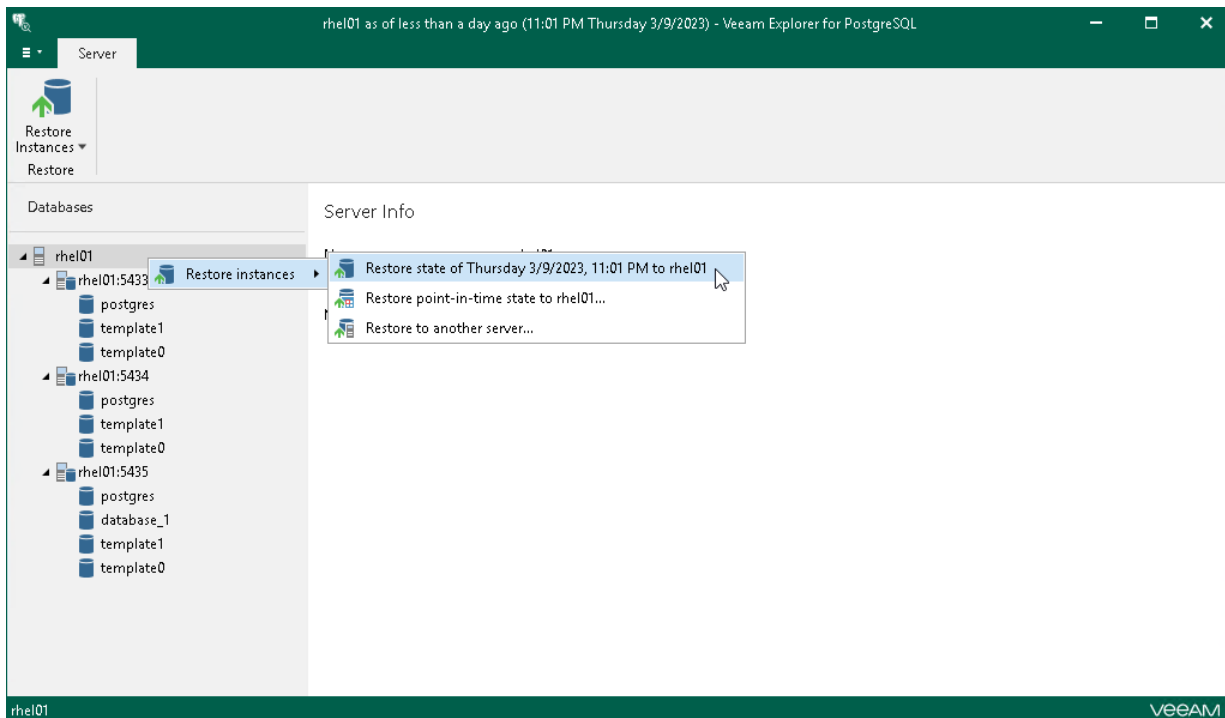 rhel01 as of less than a day ago (11:01 PM Thursday 3/9/2023) - Veeam Explorer for PostgreSQL
Server
Restore
Instances
Restore
Databases
Server Info
rhel01
rhel01:5433
postgres
template1
template0
rhel01:5434
postgres
template1
template0
rhel01:5435
postgres
database_1
template1
template0
Restore instances
Restore state of Thursday 3/9/2023, 11:01 PM to rhel01
Restore point-in-time state to rhel01...
Restore to another server...
rhel01
veeAM